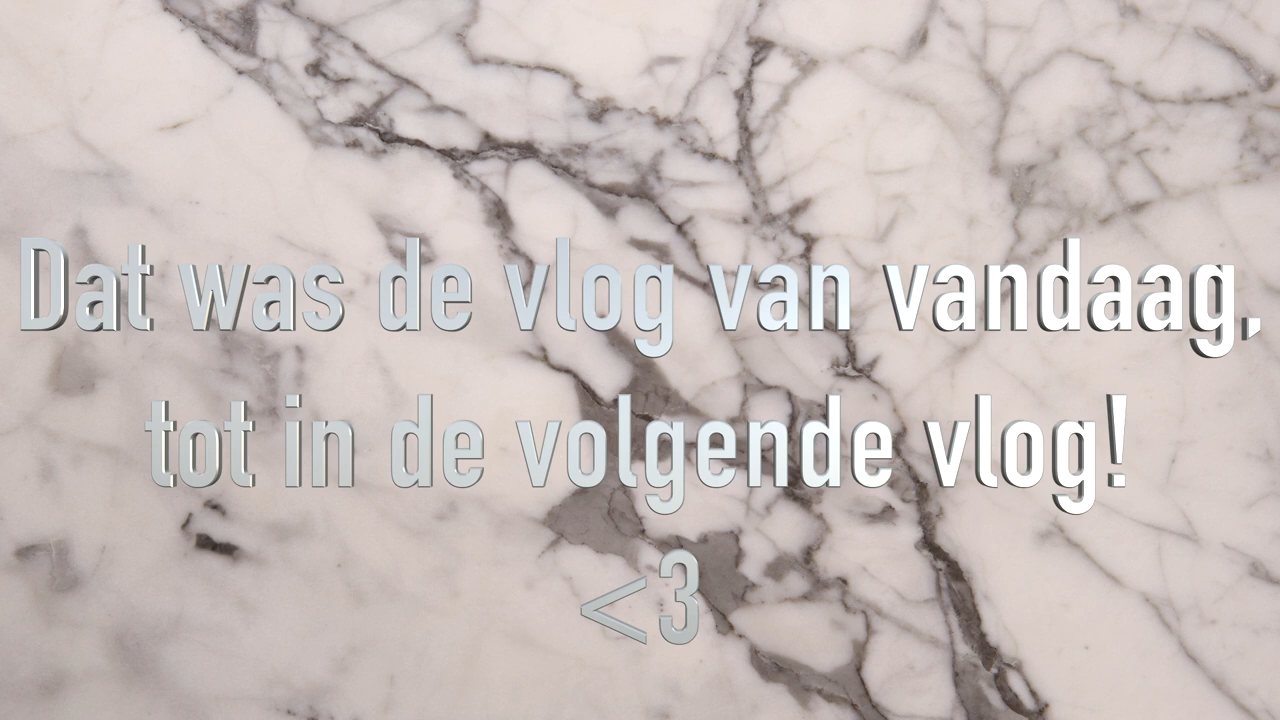 Dat was de vlog van vandaag,
tot in de volgende vlog!
<3